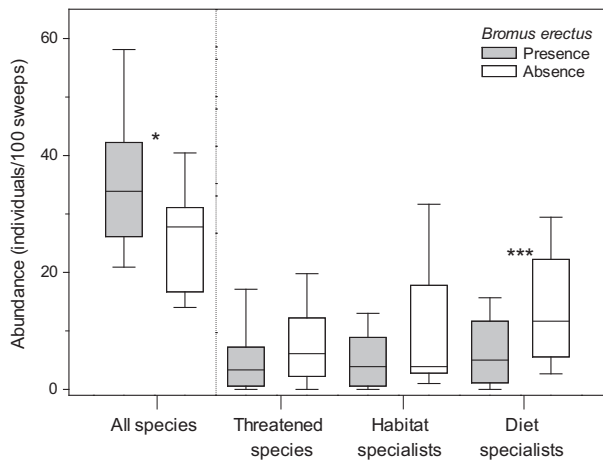 Abundance (individuals/100 sweeps)
60
40
20
0
Bromus erectus
Presence
Absence
*
***
All species
Threatened
species
Habitat
specialists
Diet
specialists